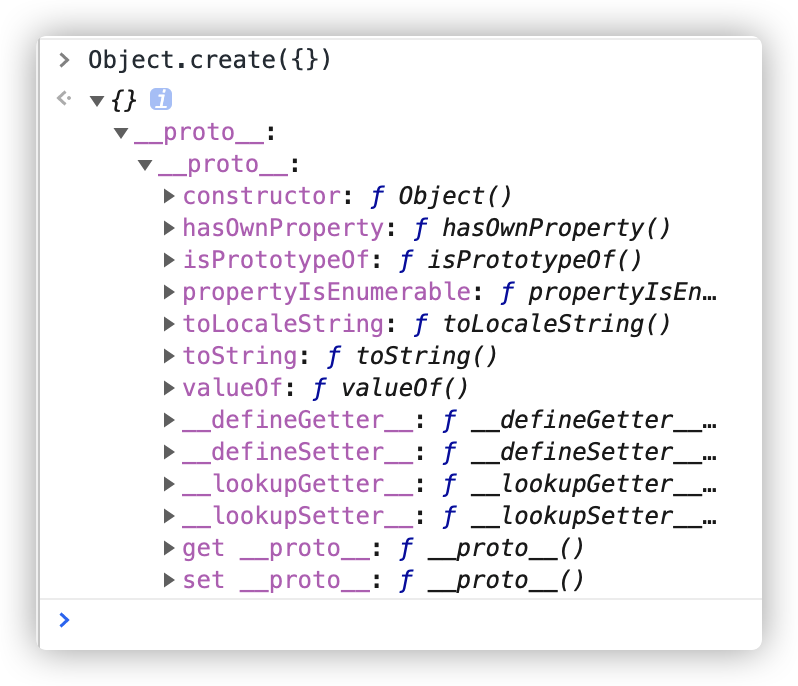 > Object.create({})
{} i
__proto__:
__proto__:
constructor: ƒ Object()
hasOwnProperty: ƒ hasOwnProperty()
isPrototypeOf: ƒ isPrototypeOf()
propertyIsEnumerable: ƒ propertyIsEn…
toLocaleString: ƒ toLocaleString()
toString: ƒ toString()
valueOf: ƒ valueOf()
__defineGetter__: ƒ __defineGetter__…
__defineSetter__: ƒ __defineSetter__…
__lookupGetter__: ƒ __lookupGetter__…
__lookupSetter__: ƒ __lookupSetter__…
get __proto__: ƒ __proto__()
set __proto__: ƒ __proto__()
>